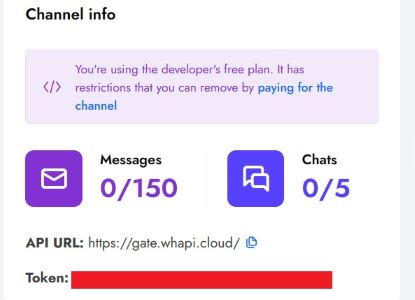 Channel info
You're using the developer's free plan. It has
restrictions that you can remove by paying for the
channel
Messages
0/150
Chats
0/5
API URL: https://gate.whapi.cloud/
Token: